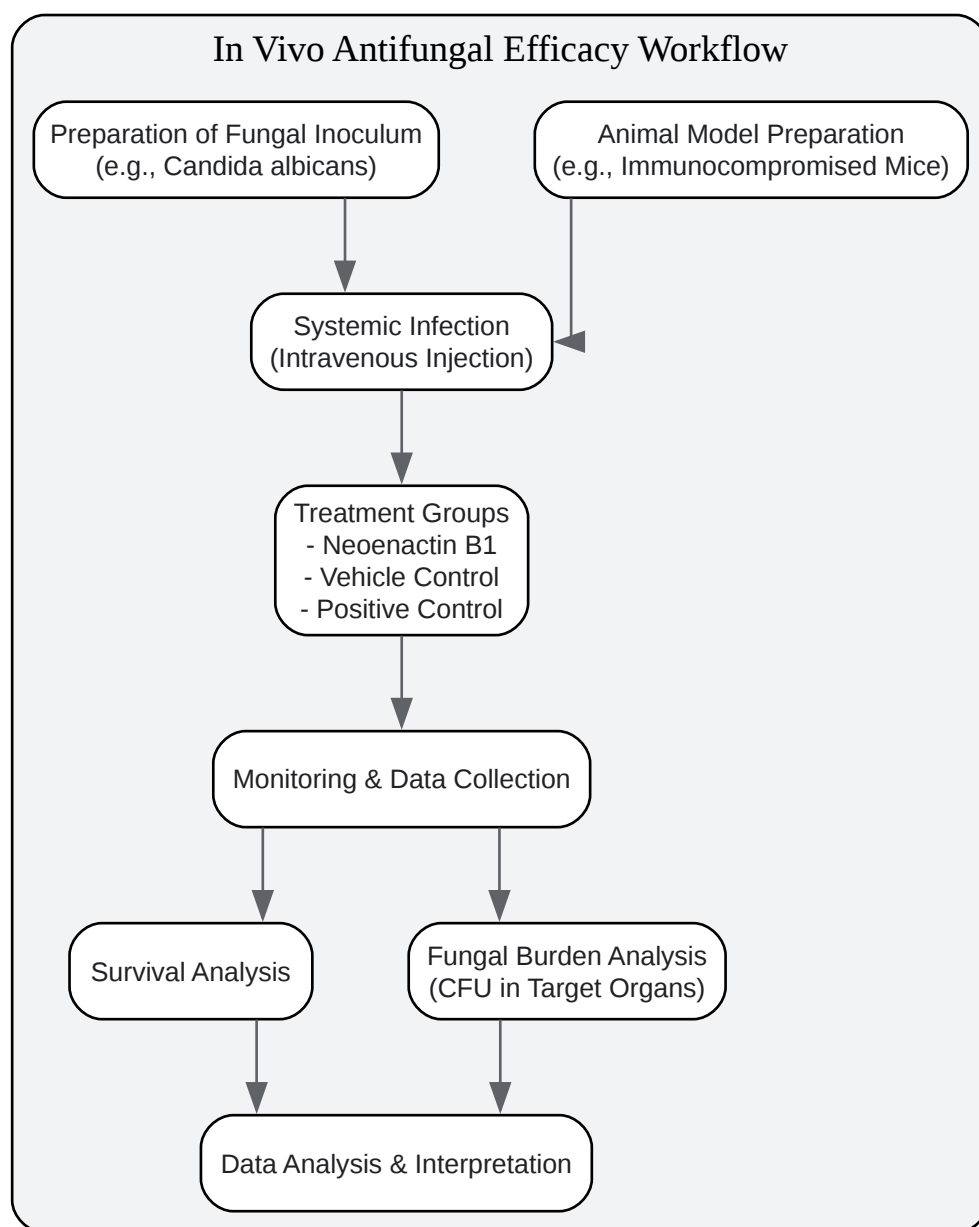 In Vivo Antifungal Efficacy Workflow
Preparation of Fungal Inoculum
(e.g., Candida albicans)
Animal Model Preparation
(e.g., Immunocompromised Mice)
Systemic Infection
(Intravenous Injection)
Treatment Groups
- Neoenactin B1
- Vehicle Control
- Positive Control
Monitoring & Data Collection
Survival Analysis
Fungal Burden Analysis
(CFU in Target Organs)
Data Analysis & Interpretation